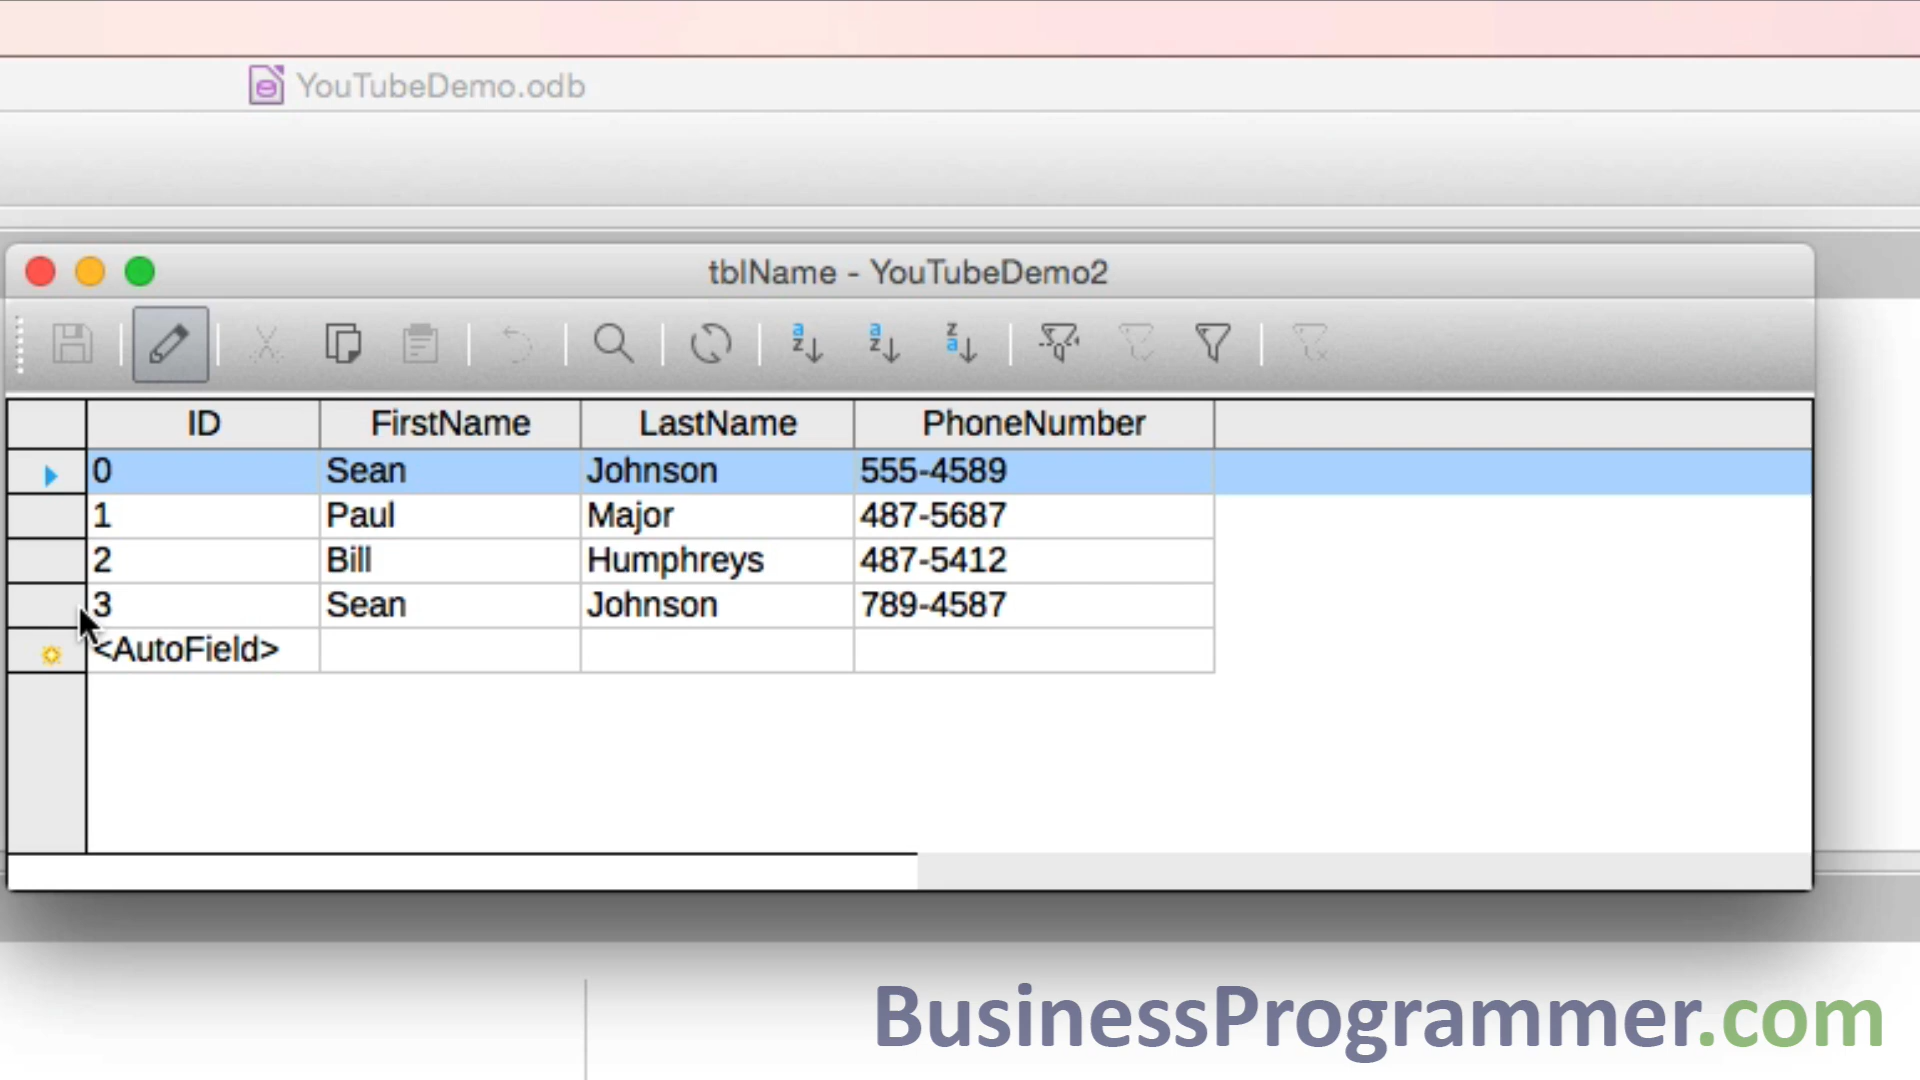 YouTubeDemo.odb
tblName - YouTubeDemo2
ID FirstName LastName PhoneNumber
0 Sean Johnson 555-4589
1 Paul Major 487-5687
2 Bill Humphreys 487-5412
3 Sean Johnson 789-4587
<AutoField>
BusinessProgrammer.com